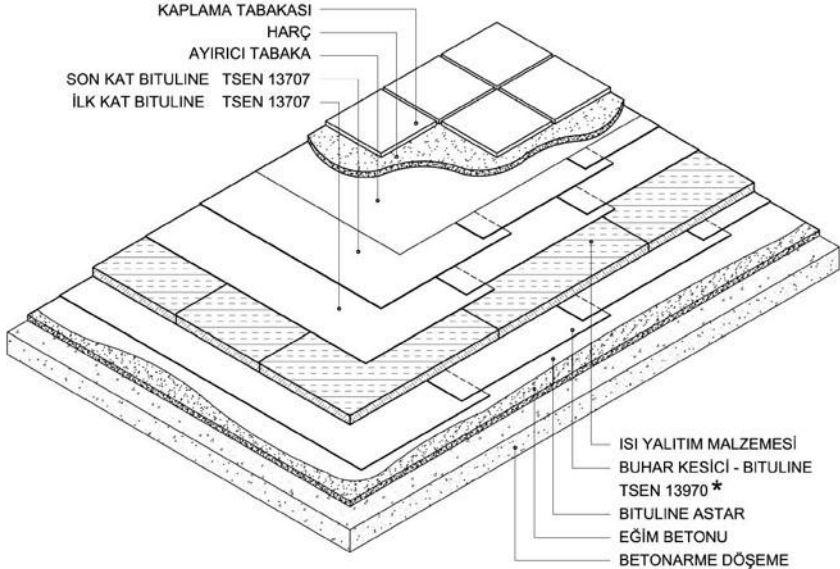 KAPLAMA TABAKASI
HARÇ
AYIRICI TABAKA
SON KAT BITULINE TSEN 13707
İLK KAT BITULINE TSEN 13707
ISI YALITIM MALZEMESİ
BUHAR KESİCİ - BITULINE
TSEN 13970 *
BITULINE ASTAR
EĞİM BETONU
BETONARME DÖŞEME